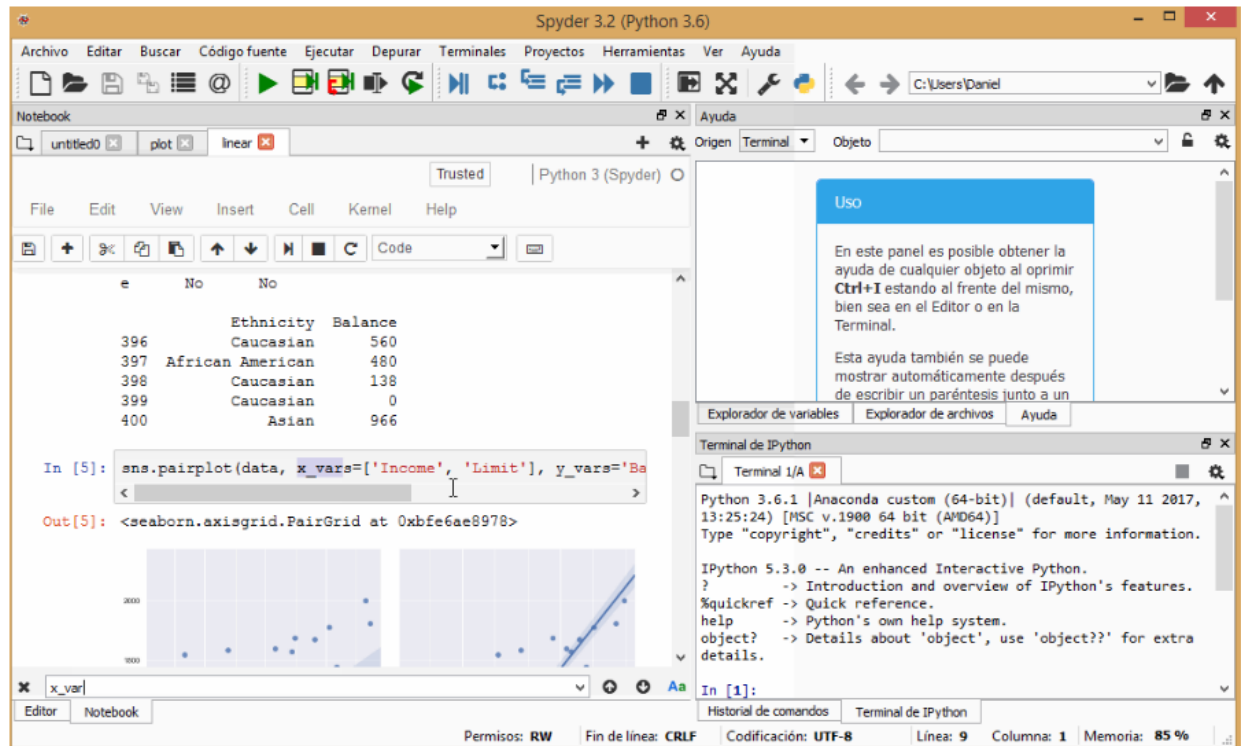 Spyder 3.2 (Python 3.6)
Archivo Editar Buscar Código fuente Ejecutar Depurar Terminales Proyectos Herramientas Ver Ayuda
C:\Users\Daniel
Notebook
untitled0 plot linear
Trusted Python 3 (Spyder)
File Edit View Insert Cell Kernel Help
Code
e No No
Ethnicity Balance
396 Caucasian 560
397 African American 480
398 Caucasian 138
399 Caucasian 0
400 Asian 966
In [5]: sns.pairplot(data, x_vars=['Income', 'Limit'], y_vars='Ba
Out[5]: <seaborn.axisgrid.PairGrid at 0xbfe6ae8978>
2000
1500
x_var
Aa
Editor Notebook
Ayuda
Origen Terminal Objeto
Uso
En este panel es posible obtener la
ayuda de cualquier objeto al oprimir
Ctrl+I estando al frente del mismo,
bien sea en el Editor o en la
Terminal.
Esta ayuda también se puede
mostrar automáticamente después
de escribir un paréntesis junto a un
Explorador de variables Explorador de archivos Ayuda
Terminal de IPython
Terminal 1/A
Python 3.6.1 |Anaconda custom (64-bit)| (default, May 11 2017,
13:25:24) [MSC v.1900 64 bit (AMD64)]
Type "copyright", "credits" or "license" for more information.
IPython 5.3.0 -- An enhanced Interactive Python.
? -> Introduction and overview of IPython's features.
%quickref -> Quick reference.
help -> Python's own help system.
object? -> Details about 'object', use 'object??' for extra
details.
In [1]:
Historial de comandos Terminal de IPython
Permisos: RW Fin de línea: CRLF Codificación: UTF-8 Línea: 9 Columna: 1 Memoria: 85 %